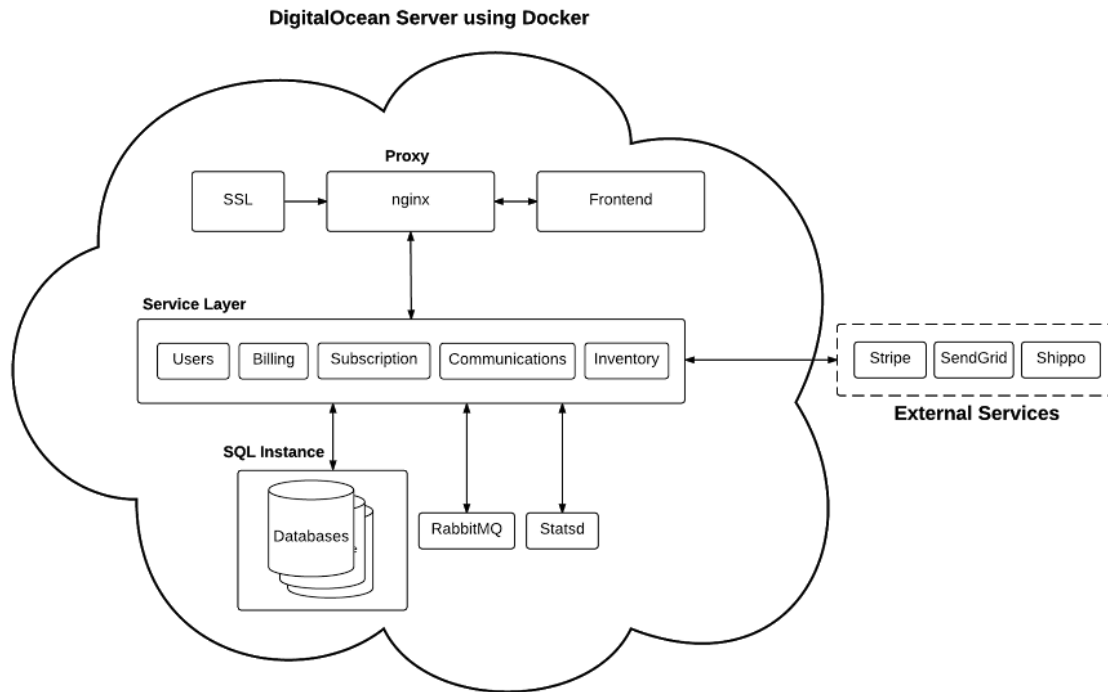 DigitalOcean Server using Docker
Proxy
SSL
nginx
Frontend
Service Layer
Users
Billing
Subscription
Communications
Inventory
Stripe
SendGrid
Shippo
External Services
SQL Instance
Databases
RabbitMQ
Statsd